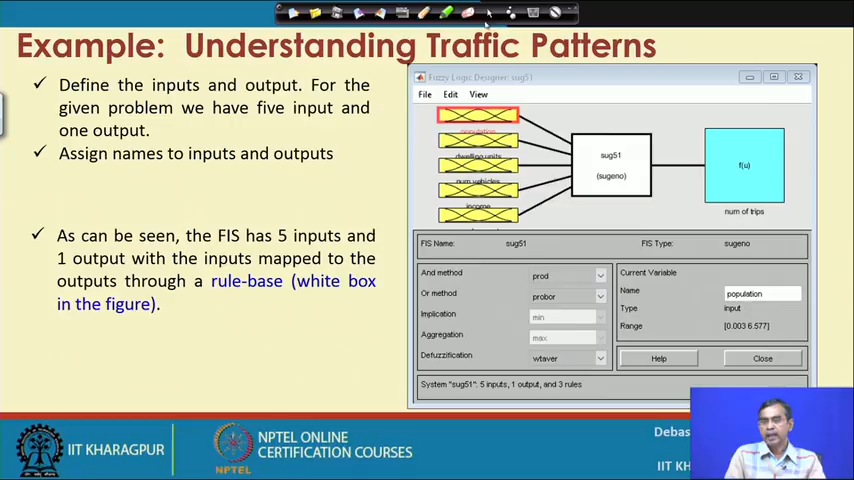 Example: Understanding Traffic Patterns
✓ Define the inputs and output. For the
given problem we have five input and
one output.
✓ Assign names to inputs and outputs
✓ As can be seen, the FIS has 5 inputs and
1 output with the inputs mapped to the
outputs through a rule-base (white box
in the figure).
Fuzzy Logic Designer: sug51
File Edit View
population
dwelling units
num vehicles
income
sug51
(sugeno)
f(u)
num of trips
FIS Name: sug51 FIS Type: sugeno
And method prod
Or method probor
Implication min
Aggregation max
Defuzzification wtaver
Current Variable
Name population
Type input
Range [0.003 6.577]
Help Close
System "sug51": 5 inputs, 1 output, and 3 rules
IIT KHARAGPUR
NPTEL
NPTEL ONLINE
CERTIFICATION COURSES
Debas
IIT KH